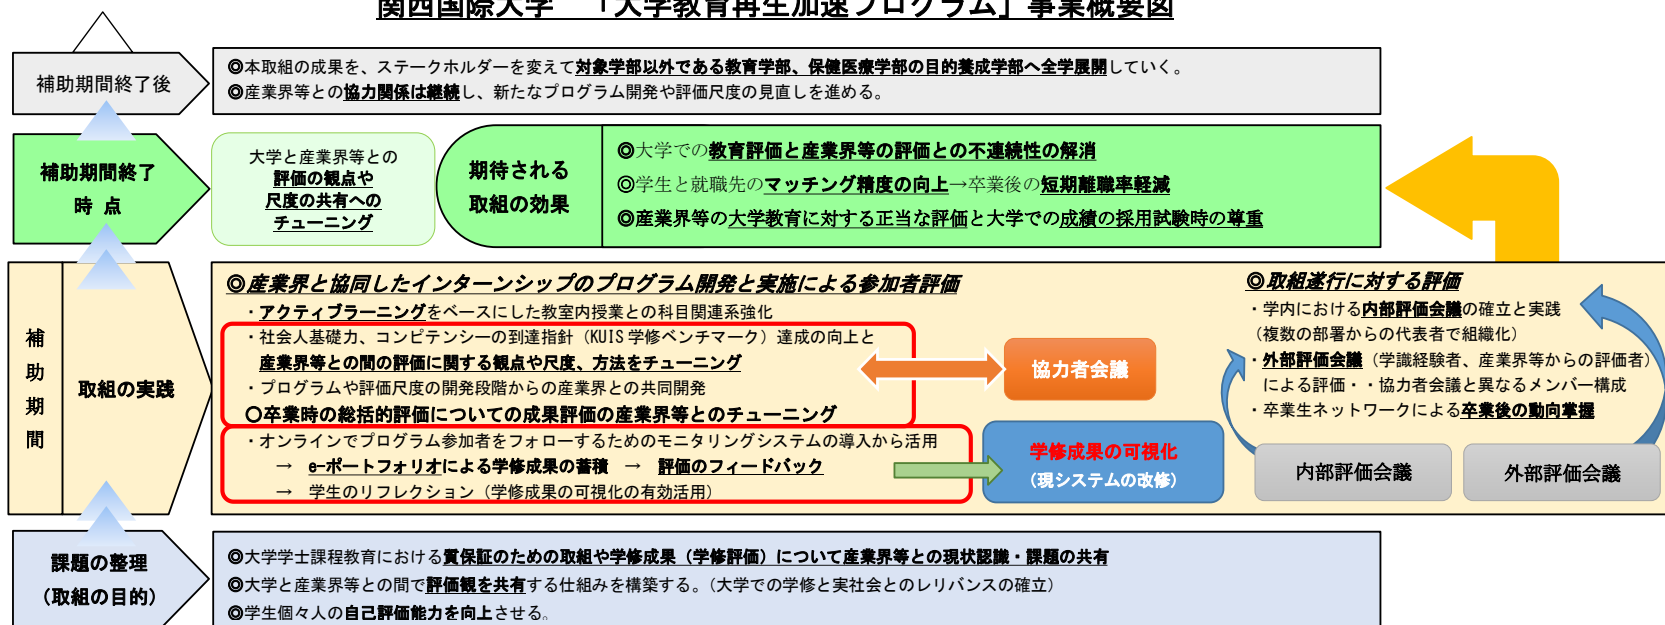 関西国際大学 「大学教育再生加速プログラム」事業概要図
補助期間終了後
◎本取組の成果を、ステークホルダーを変えて対象学部以外である教育学部、保健医療学部の目的養成学部へ全学展開していく。
◎産業界等との協力関係は継続し、新たなプログラム開発や評価尺度の見直しを進める。
補助期間終了
時 点
大学と産業界等との
評価の観点や
尺度の共有への
チューニング
期待される
取組の効果
◎大学での教育評価と産業界等の評価との不連続性の解消
◎学生と就職先のマッチング精度の向上→卒業後の短期離職率軽減
◎産業界等の大学教育に対する正当な評価と大学での成績の採用試験時の尊重
補助期間
取組の実践
◎産業界と協同したインターンシップのプログラム開発と実施による参加者評価
・アクティブラーニングをベースにした教室内授業との科目関連系強化
・社会人基礎力、コンピテンシーの到達指針（KUIS学修ベンチマーク）達成の向上と
産業界等との間の評価に関する観点や尺度、方法をチューニング
・プログラムや評価尺度の開発段階からの産業界との共同開発
○卒業時の総括的評価についての成果評価の産業界等とのチューニング
・オンラインでプログラム参加者をフォローするためのモニタリングシステムの導入から活用
→ e-ポートフォリオによる学修成果の蓄積 → 評価のフィードバック
→ 学生のリフレクション（学修成果の可視化の有効活用）
協力者会議
学修成果の可視化
（現システムの改修）
◎取組遂行に対する評価
・学内における内部評価会議の確立と実践
（複数の部署からの代表者で組織化）
・外部評価会議（学識経験者、産業界等からの評価者）
による評価・・協力者会議と異なるメンバー構成
・卒業生ネットワークによる卒業後の動向掌握
内部評価会議
外部評価会議
課題の整理
（取組の目的）
◎大学学士課程教育における質保証のための取組や学修成果（学修評価）について産業界等との現状認識・課題の共有
◎大学と産業界等との間で評価観を共有する仕組みを構築する。（大学での学修と実社会とのレリバンスの確立）
◎学生個々人の自己評価能力を向上させる。